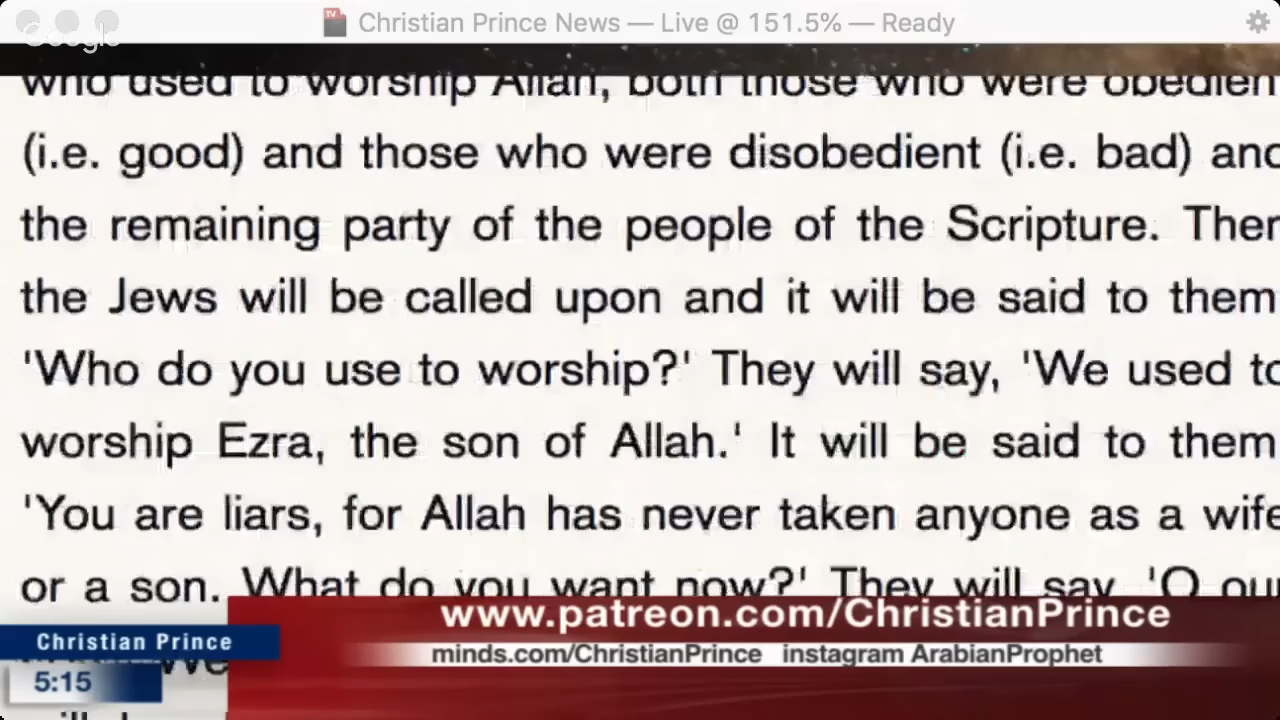 Christian Prince News — Live @ 151.5% — Ready
Google
who used to worship Allah, both those who were obedien
(i.e. good) and those who were disobedient (i.e. bad) and
the remaining party of the people of the Scripture. Then
the Jews will be called upon and it will be said to them
'Who do you use to worship?' They will say, 'We used to
worship Ezra, the son of Allah.' It will be said to them
'You are liars, for Allah has never taken anyone as a wife
or a son. What do you want now?' They will say, 'O our
www.patreon.com/ChristianPrince
Christian Prince
minds.com/ChristianPrince instagram ArabianProphet
We
5:15